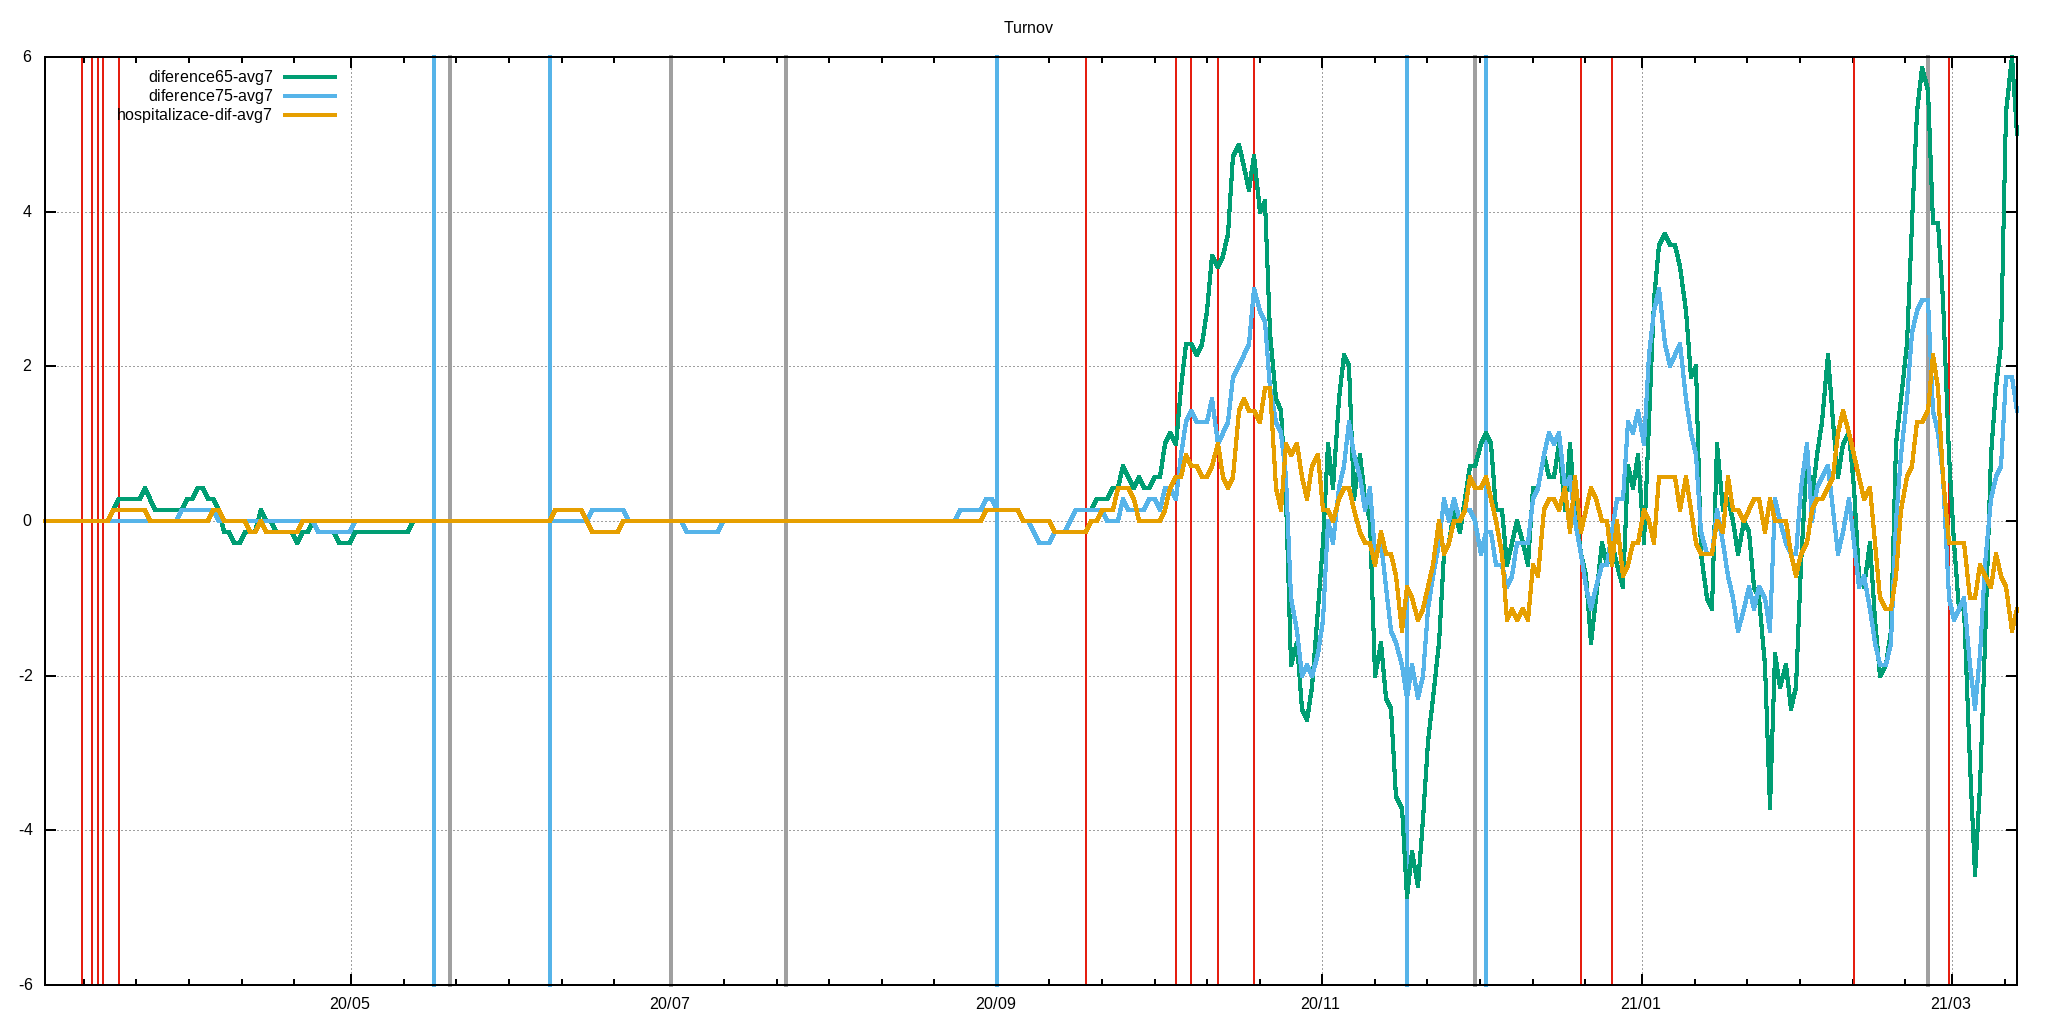 Turnov
diference65-avg7
diference75-avg7
hospitalizace-dif-avg7
6
4
2
0
-2
-4
-6
20/05 20/07 20/09 20/11 21/01 21/03